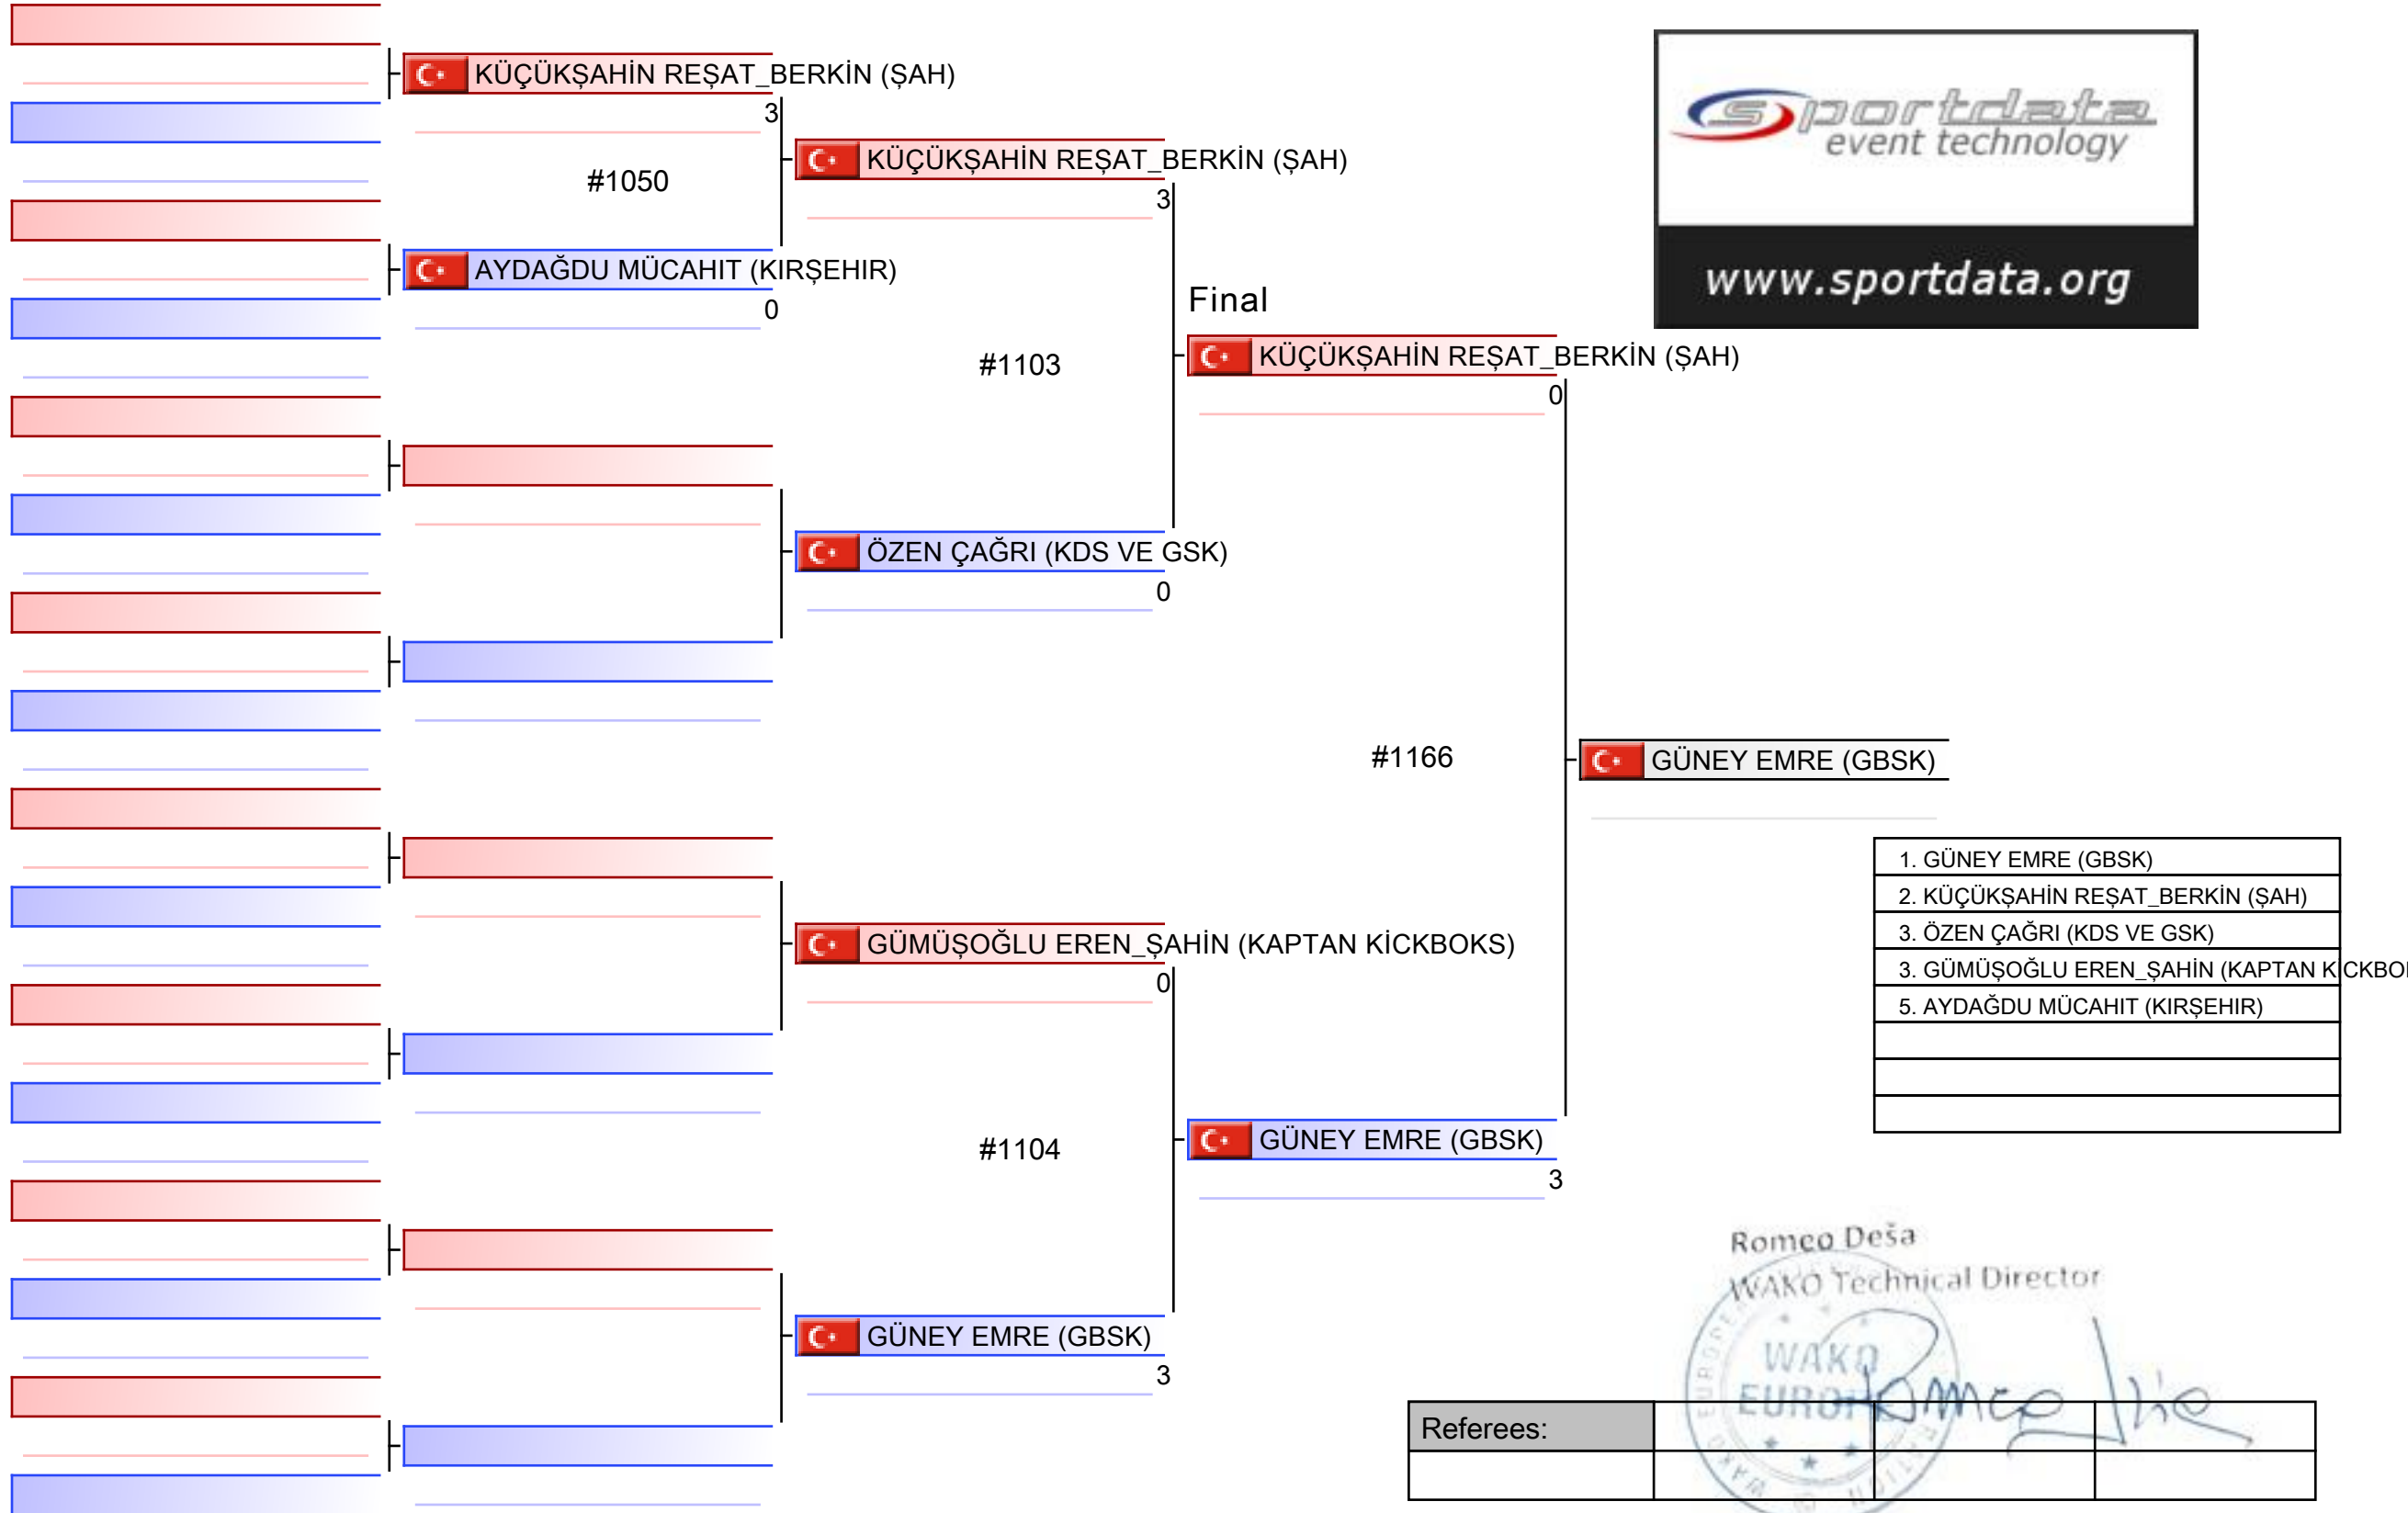 KÜÇÜKŞAHİN REŞAT_BERKİN (ŞAH)
3
#1050
AYDAĞDU MÜCAHIT (KIRŞEHIR)
0
KÜÇÜKŞAHİN REŞAT_BERKİN (ŞAH)
3
#1103
ÖZEN ÇAĞRI (KDS VE GSK)
0
GÜMÜŞOĞLU EREN_ŞAHİN (KAPTAN KİCKBOKS)
0
#1104
GÜNEY EMRE (GBSK)
3
Final
KÜÇÜKŞAHİN REŞAT_BERKİN (ŞAH)
0
#1166
GÜNEY EMRE (GBSK)
3
GÜNEY EMRE (GBSK)
sportdata
event technology
www.sportdata.org
1. GÜNEY EMRE (GBSK)
2. KÜÇÜKŞAHİN REŞAT_BERKİN (ŞAH)
3. ÖZEN ÇAĞRI (KDS VE GSK)
3. GÜMÜŞOĞLU EREN_ŞAHİN (KAPTAN KİCKBO
5. AYDAĞDU MÜCAHIT (KIRŞEHIR)
Romeo Deša
WAKO Technical Director
WAKO
EUROPE
Referees: